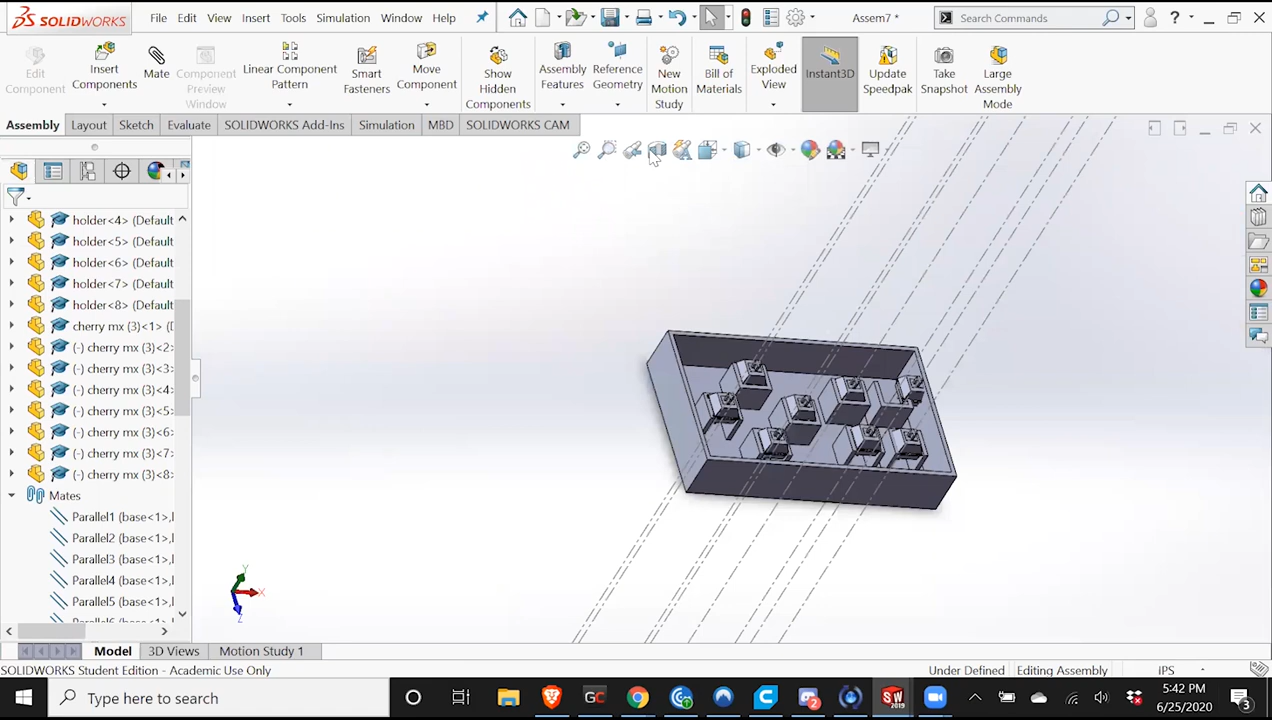 SOLIDWORKS File Edit View Insert Tools Simulation Window Help Assem7 * Search Commands ?
Edit Component
Insert Components
Mate
Component Preview Window
Linear Component Pattern
Smart Fasteners
Move Component
Show Hidden Components
Assembly Features
Reference Geometry
New Motion Study
Bill of Materials
Exploded View
Instant3D
Update Speedpak
Take Snapshot
Large Assembly Mode
Assembly Layout Sketch Evaluate SOLIDWORKS Add-Ins Simulation MBD SOLIDWORKS CAM
holder<4> (Default
holder<5> (Default
holder<6> (Default
holder<7> (Default
holder<8> (Default
cherry mx (3)<1> (D
(-) cherry mx (3)<2>
(-) cherry mx (3)<3>
(-) cherry mx (3)<4>
(-) cherry mx (3)<5>
(-) cherry mx (3)<6>
(-) cherry mx (3)<7>
(-) cherry mx (3)<8>
Mates
Parallel1 (base<1>,
Parallel2 (base<1>,
Parallel3 (base<1>,
Parallel4 (base<1>,
Parallel5 (base<1>,
Y
X
Z
Model 3D Views Motion Study 1
SOLIDWORKS Student Edition - Academic Use Only Under Defined Editing Assembly IPS
Type here to search
GC
SW 2019
2
5:42 PM
6/25/2020
3